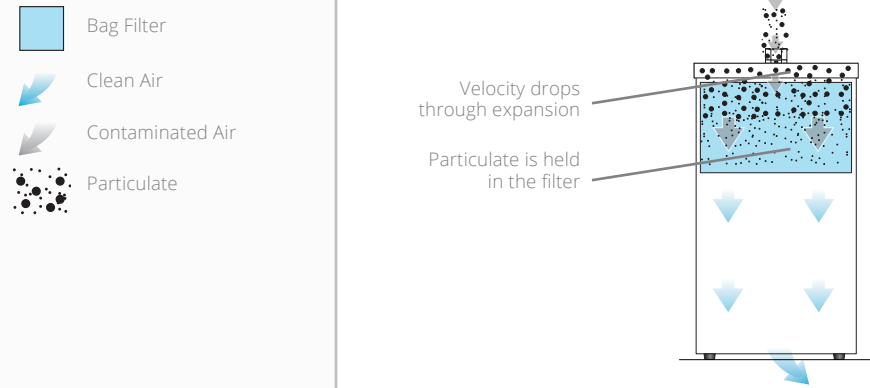 Bag Filter
Clean Air
Contaminated Air
Particulate
Velocity drops
through expansion
Particulate is held
in the filter